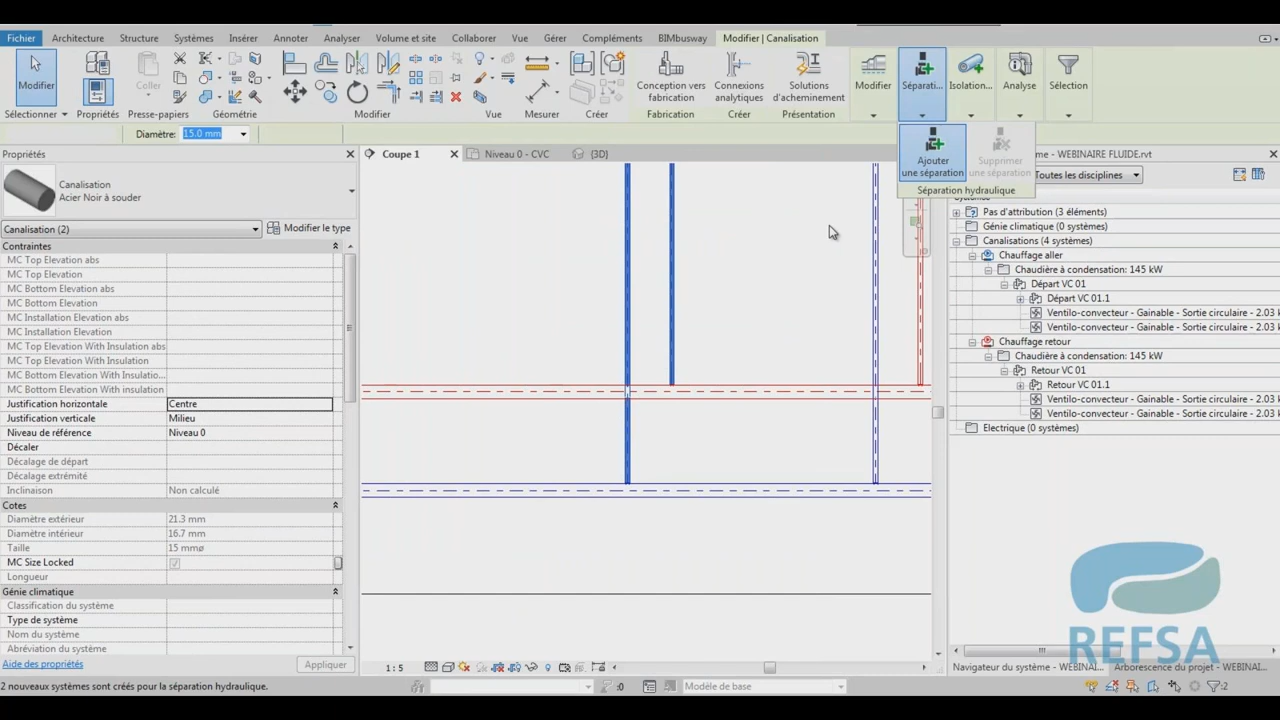 Fichier Architecture Structure Systèmes Insérer Annoter Analyser Volume et site Collaborer Vue Gérer Compléments BIMbusway Modifier | Canalisation
Modifier Coller Conception vers fabrication Connexions analytiques Solutions d'acheminement Modifier Séparati... Isolation... Analyse Sélection
Sélectionner Propriétés Presse-papiers Géométrie Modifier Vue Mesurer Créer Fabrication Créer Présentation
Diamètre: 15.0 mm
Ajouter une séparation
Supprimer une séparation
Séparation hydraulique
Propriétés
Canalisation
Acier Noir à souder
Canalisation (2) Modifier le type
Contraintes
MC Top Elevation abs
MC Top Elevation
MC Bottom Elevation abs
MC Bottom Elevation
MC Installation Elevation abs
MC Installation Elevation
MC Top Elevation With Insulation abs
MC Top Elevation With Insulation
MC Bottom Elevation With Insulatio...
MC Bottom Elevation With insulation
Justification horizontale Centre
Justification verticale Milieu
Niveau de référence Niveau 0
Décaler
Décalage de départ
Décalage extrémité
Inclinaison Non calculé
Cotes
Diamètre extérieur 21.3 mm
Diamètre intérieur 16.7 mm
Taille 15 mmø
MC Size Locked
Longueur
Génie climatique
Classification du système
Type de système
Nom du système
Abréviation du système
Aide des propriétés Appliquer
Coupe 1 Niveau 0 - CVC {3D}
1 : 5
me - WEBINAIRE FLUIDE.rvt
Toutes les disciplines
Pas d'attribution (3 éléments)
Génie climatique (0 systèmes)
Canalisations (4 systèmes)
Chauffage aller
Chaudière à condensation: 145 kW
Départ VC 01
Départ VC 01.1
Ventilo-convecteur - Gainable - Sortie circulaire - 2.03 k
Ventilo-convecteur - Gainable - Sortie circulaire - 2.03 k
Chauffage retour
Chaudière à condensation: 145 kW
Retour VC 01
Retour VC 01.1
Ventilo-convecteur - Gainable - Sortie circulaire - 2.03 k
Ventilo-convecteur - Gainable - Sortie circulaire - 2.03 k
Electrique (0 systèmes)
REFSA
Navigateur du système - WEBINAI... Arborescence du projet - WEBINAI...
2 nouveaux systèmes sont créés pour la séparation hydraulique. :0 Modèle de base :2